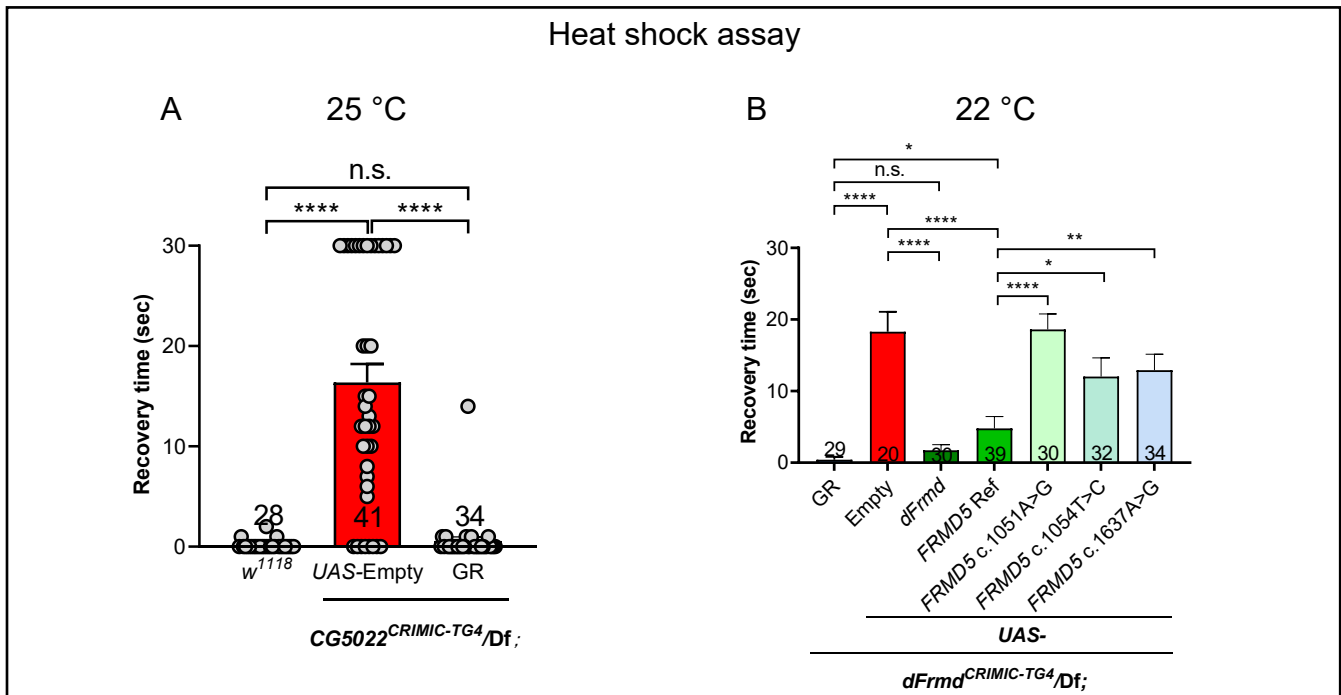 Heat shock assay
A
25 °C
n.s.
**** ****
Recovery time (sec)
30
20
10
0
28
41
34
w1118
UAS-Empty
GR
CG5022CRIMIC-TG4/Df ;
B
22 °C
*
n.s.
****
****
****
**
*
****
Recovery time (sec)
30
20
10
0
29
20
30
39
30
32
34
GR
Empty
dFrmd
FRMD5 Ref
FRMD5 c.1051A>G
FRMD5 c.1054T>C
FRMD5 c.1637A>G
UAS-
dFrmdCRIMIC-TG4/Df;